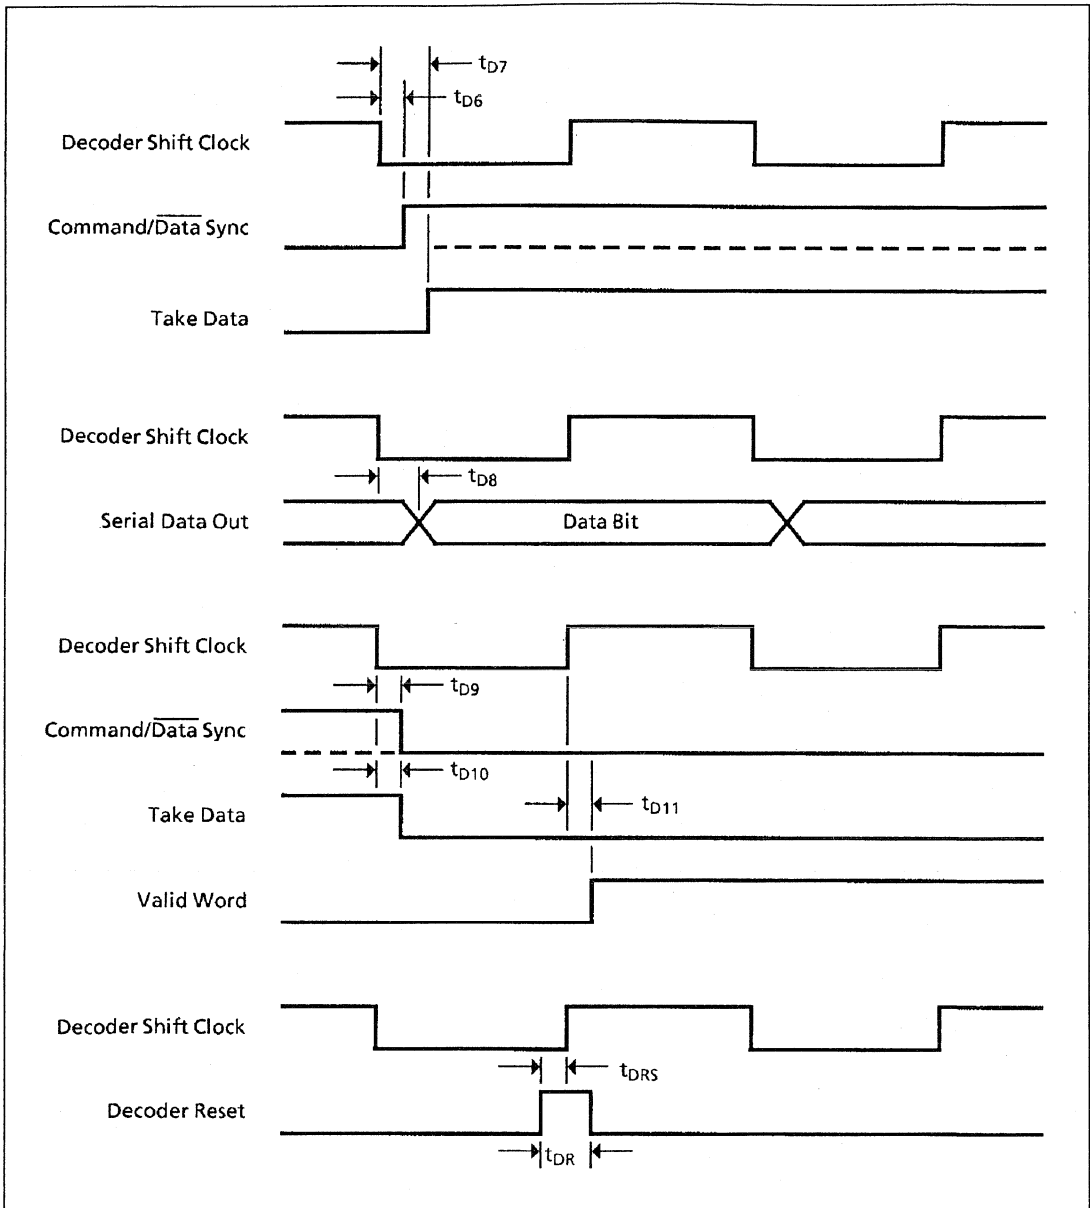 tD7
tD6
Decoder Shift Clock
Command/Data Sync
Take Data
Decoder Shift Clock
tD8
Serial Data Out
Data Bit
Decoder Shift Clock
tD9
Command/Data Sync
tD10
tD11
Take Data
Valid Word
Decoder Shift Clock
tDRS
Decoder Reset
tDR